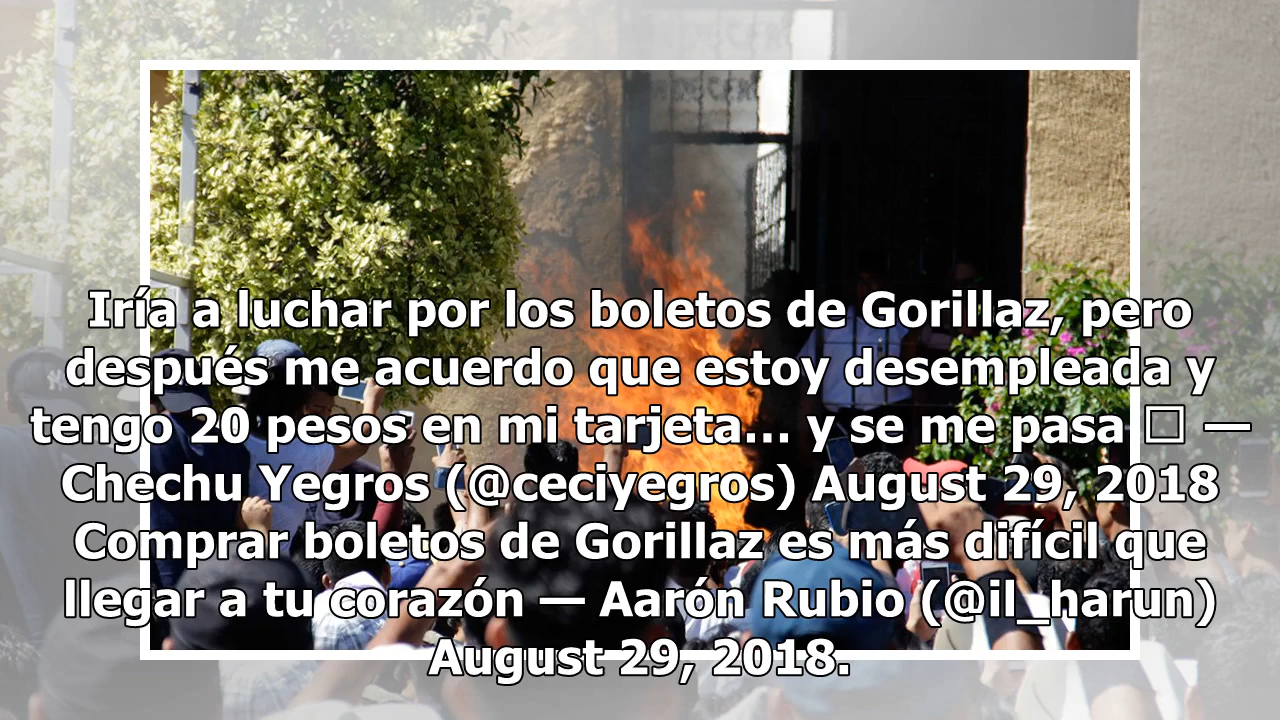 Iría a luchar por los boletos de Gorillaz, pero
después me acuerdo que estoy desempleada y
tengo 20 pesos en mi tarjeta... y se me pasa □ —
Chechu Yegros (@ceciyegros) August 29, 2018
Comprar boletos de Gorillaz es más difícil que
llegar a tu corazón — Aarón Rubio (@il_harun)
August 29, 2018.